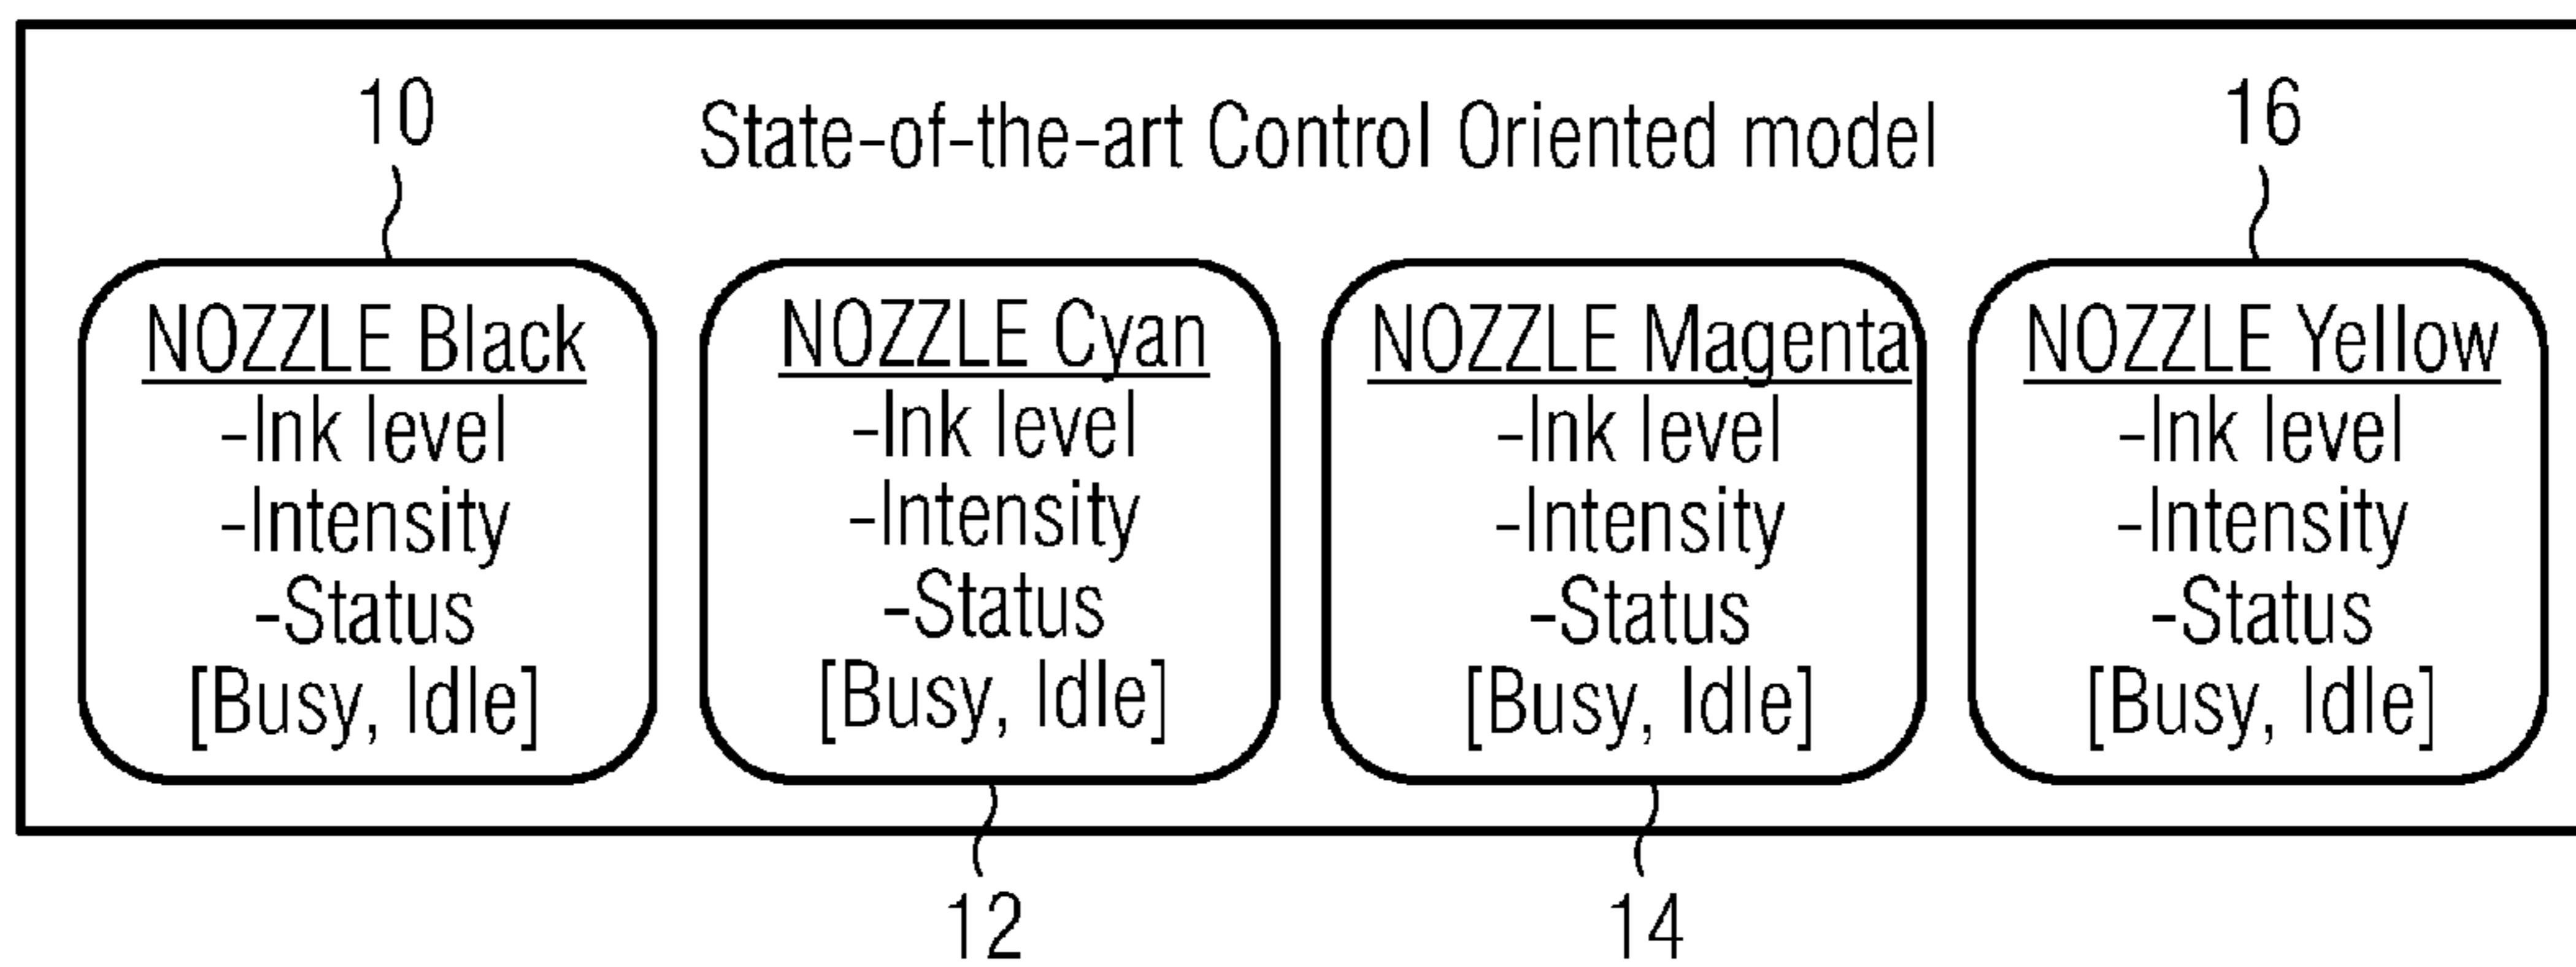 10
State-of-the-art Control Oriented model
16
NOZZLE Black
-Ink level
-Intensity
-Status
[Busy, Idle]
NOZZLE Cyan
-Ink level
-Intensity
-Status
[Busy, Idle]
NOZZLE Magenta
-Ink level
-Intensity
-Status
[Busy, Idle]
NOZZLE Yellow
-Ink level
-Intensity
-Status
[Busy, Idle]
12
14